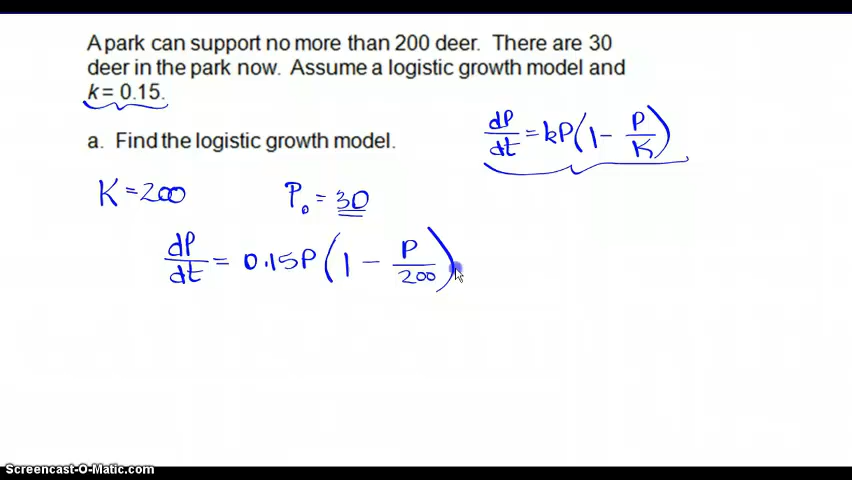 A park can support no more than 200 deer. There are 30
deer in the park now. Assume a logistic growth model and
k = 0.15.
dP/dt = kP(1 - P/K)
a. Find the logistic growth model.
K = 200 P₀ = 30
dP/dt = 0.15P(1 - P/200)
Screencast-O-Matic.com